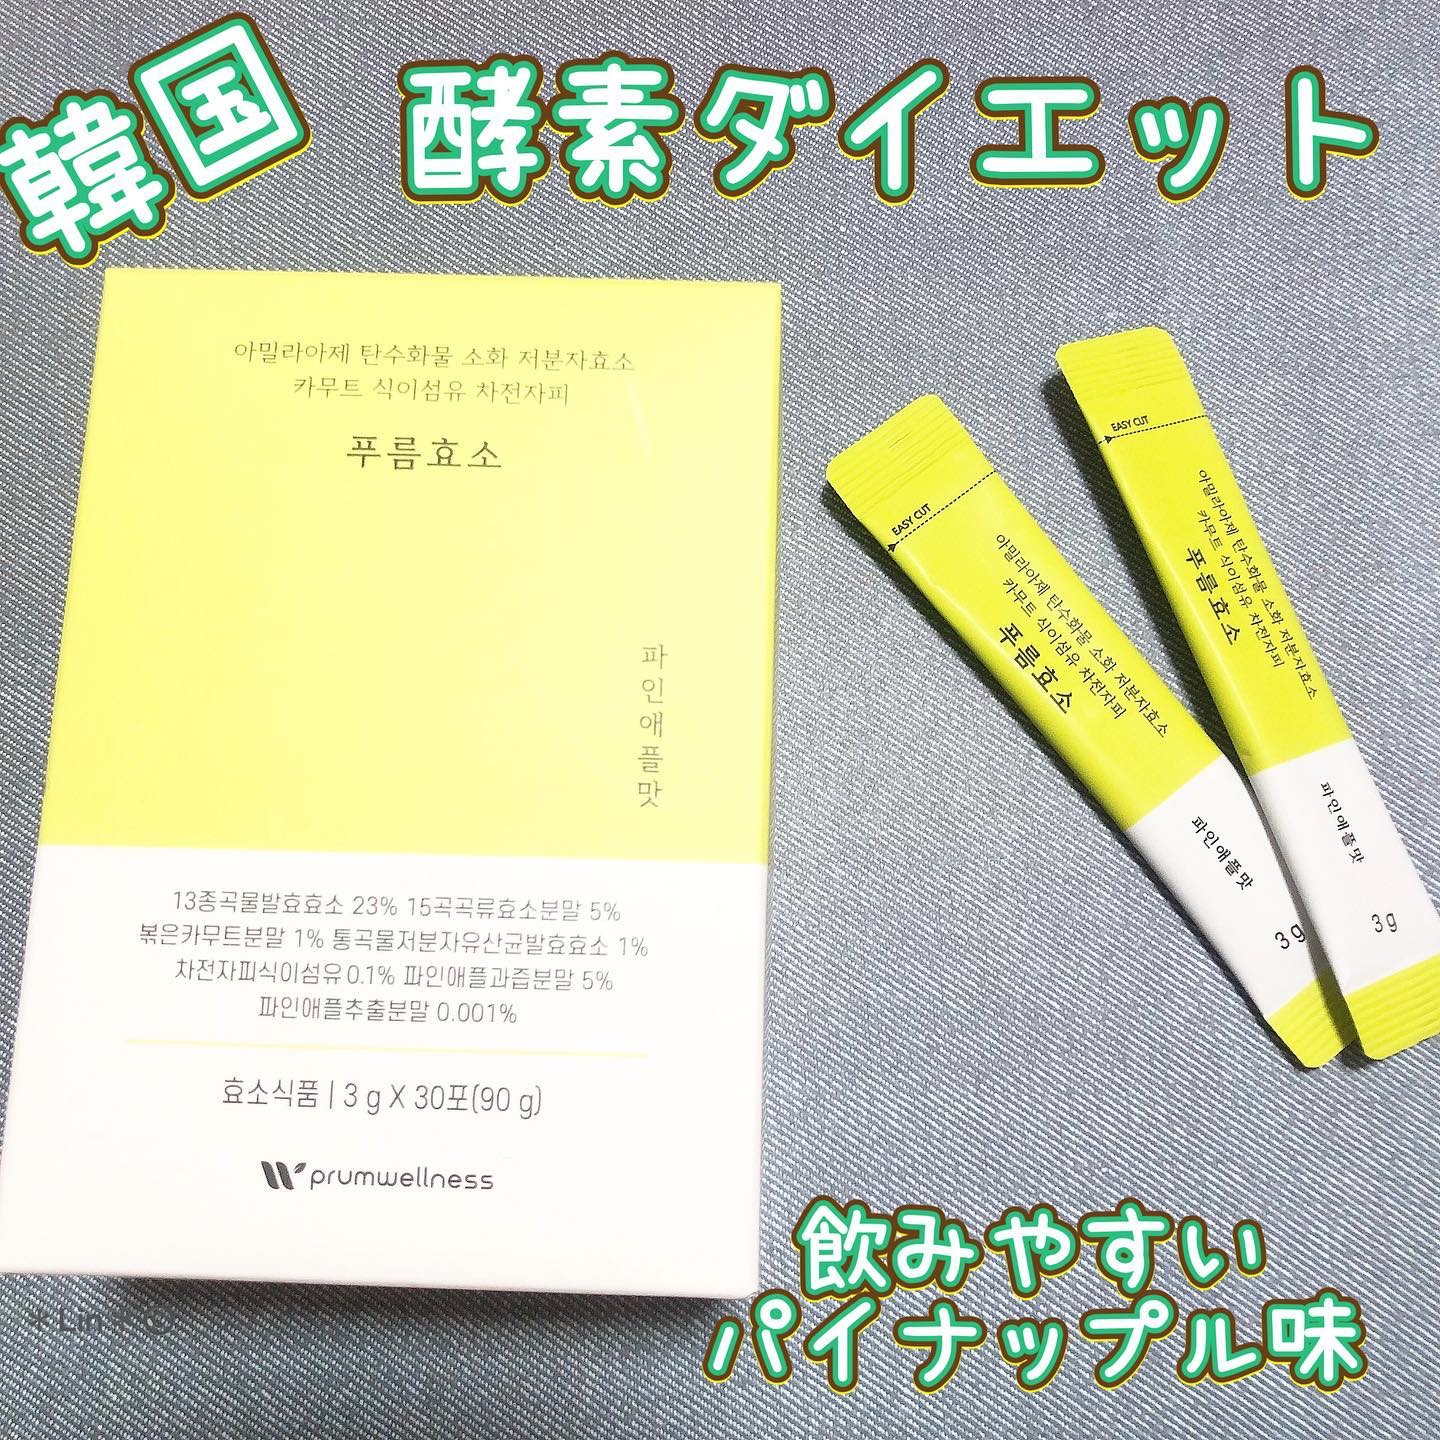 韓国 酵素ダイエット
아밀라아제 탄수화물 소화 저분자효소
카무트 식이섬유 차전자피
푸름효소
파인애플맛
13종곡물발효효소 23% 15곡곡류효소분말 5%
볶은카무트분말 1% 통곡물저분자유산균발효효소 1%
차전자피식이섬유 0.1% 파인애플과즙분말 5%
파인애플추출분말 0.001%
효소식품 | 3 g X 30포(90 g)
prumwellness
EASY CUT
아밀라아제 탄수화물 소화 저분자효소
카무트 식이섬유 차전자피
푸름효소
파인애플맛
3g
EASY CUT
아밀라아제 탄수화물 소화 저분자효소
카무트 식이섬유 차전자피
푸름효소
파인애플맛
3g
飲みやすい
パイナップル味